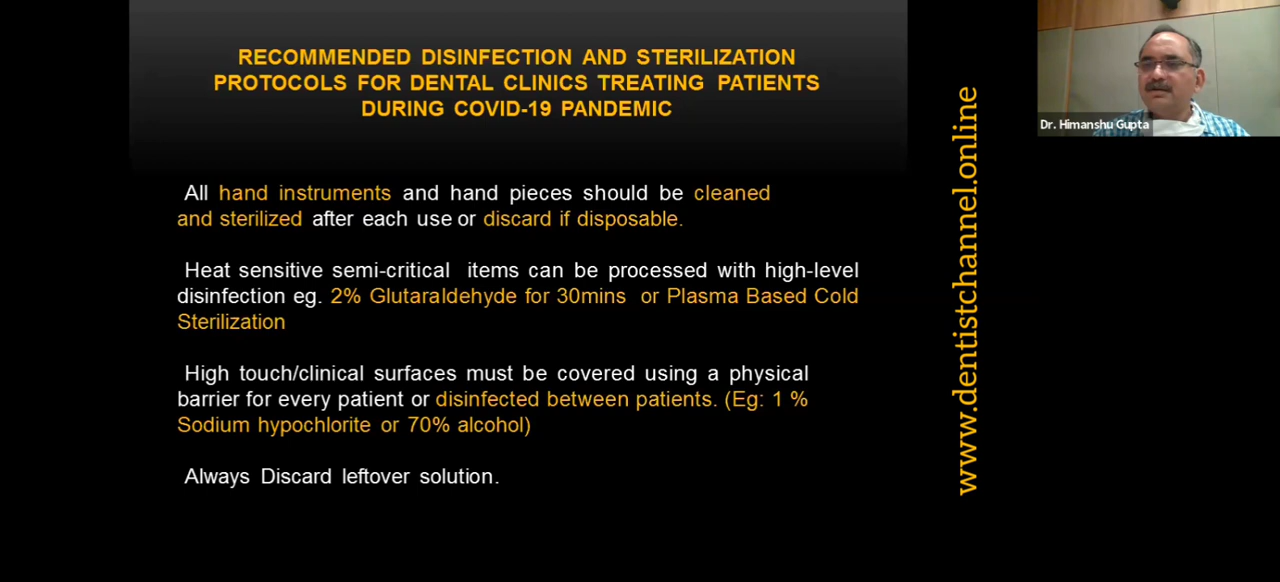 RECOMMENDED DISINFECTION AND STERILIZATION
PROTOCOLS FOR DENTAL CLINICS TREATING PATIENTS
DURING COVID-19 PANDEMIC
All hand instruments and hand pieces should be cleaned
and sterilized after each use or discard if disposable.
Heat sensitive semi-critical items can be processed with high-level
disinfection eg. 2% Glutaraldehyde for 30mins or Plasma Based Cold
Sterilization
High touch/clinical surfaces must be covered using a physical
barrier for every patient or disinfected between patients. (Eg: 1 %
Sodium hypochlorite or 70% alcohol)
Always Discard leftover solution.
www.dentistchannel.online
Dr. Himanshu Gupta